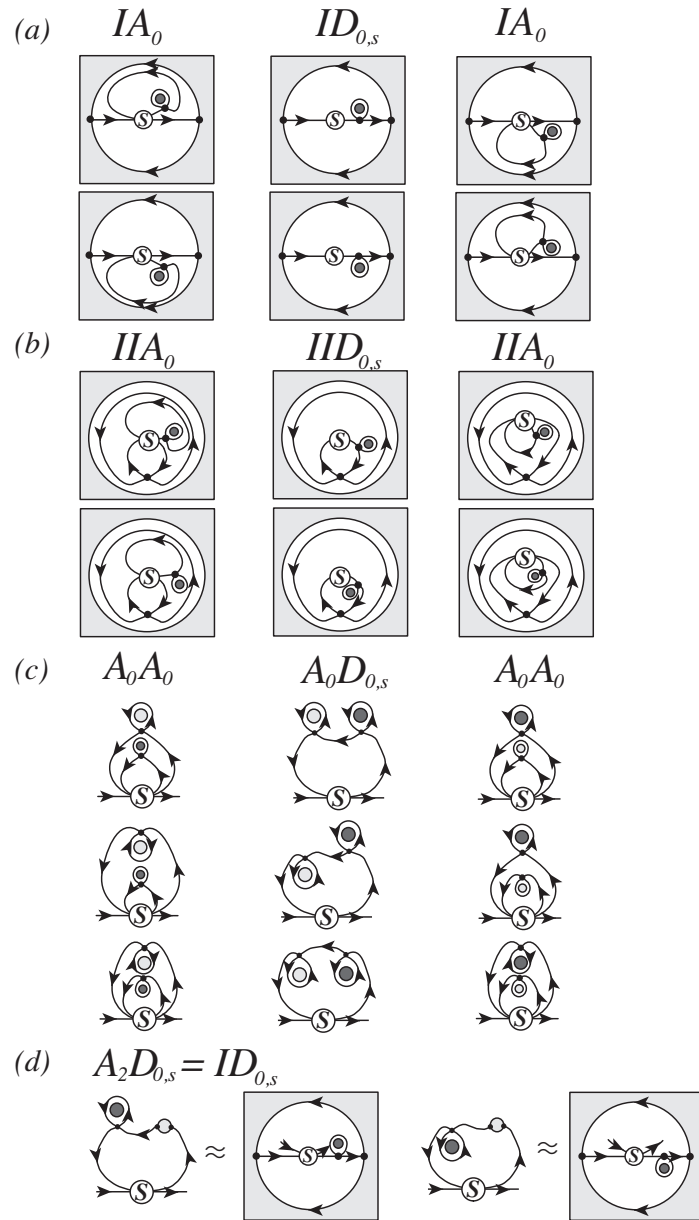 (a) IA₀ ID₀,ₛ IA₀
S S S
S S S
(b) IIA₀ IID₀,ₛ IIA₀
S S S
S S S
(c) A₀A₀ A₀D₀,ₛ A₀A₀
S S S
S S S
S S S
(d) A₂D₀,ₛ = ID₀,ₛ
S ≈ S S ≈ S